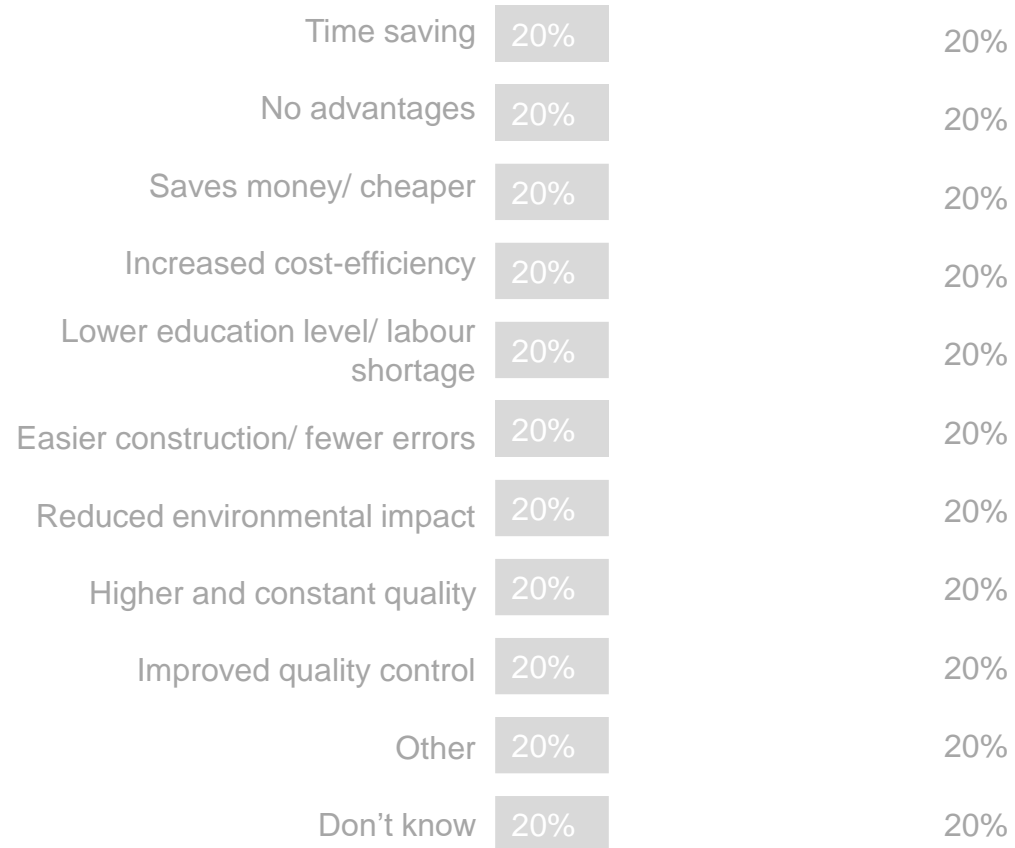 Time saving 20% 20%
No advantages 20% 20%
Saves money/ cheaper 20% 20%
Increased cost-efficiency 20% 20%
Lower education level/ labour
shortage 20% 20%
Easier construction/ fewer errors 20% 20%
Reduced environmental impact 20% 20%
Higher and constant quality 20% 20%
Improved quality control 20% 20%
Other 20% 20%
Don't know 20% 20%